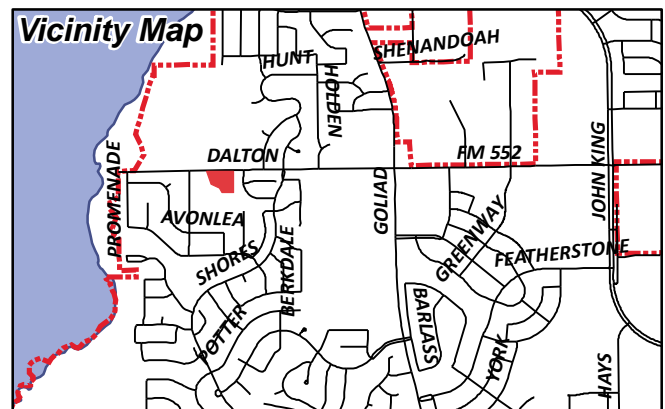 Vicinity Map
SHENANDOAH
HUNT
HOLDEN
DALTON
FM 552
PROMENADE
GOLIAD
JOHN KING
AVONLEA
GREENWAY
SHORES
BERKDALE
FEATHERSTONE
POTTER
BARLASS
YORK
HAYS